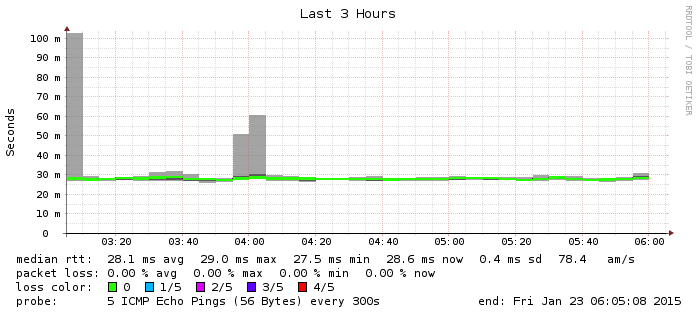 Last 3 Hours
RRDTOOL / TOBI OETIKER
Seconds
100 m
90 m
80 m
70 m
60 m
50 m
40 m
30 m
20 m
10 m
0
03:20 03:40 04:00 04:20 04:40 05:00 05:20 05:40 06:00
median rtt: 28.1 ms avg 29.0 ms max 27.5 ms min 28.6 ms now 0.4 ms sd 78.4 am/s
packet loss: 0.00 % avg 0.00 % max 0.00 % min 0.00 % now
loss color: 0 1/5 2/5 3/5 4/5
probe: 5 ICMP Echo Pings (56 Bytes) every 300s end: Fri Jan 23 06:05:08 2015